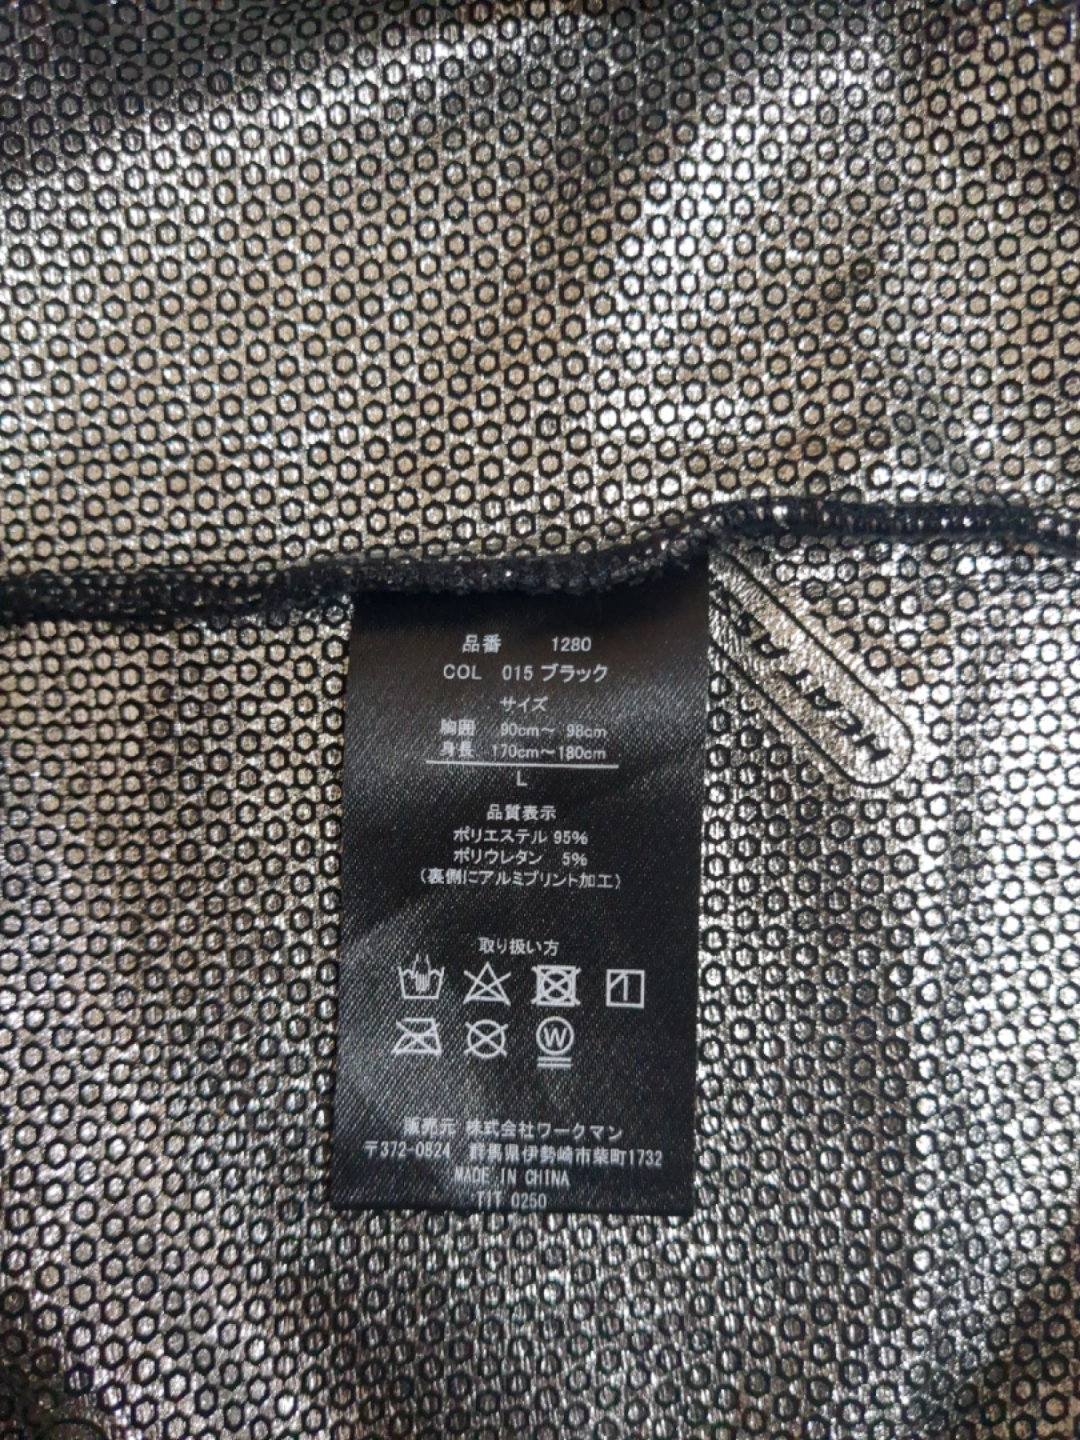 品番 1280
COL 015 ブラック
サイズ
胸囲 90cm～ 98cm
身長 170cm～180cm
L
品質表示
ポリエステル 95%
ポリウレタン 5%
(裏側にアルミプリント加工)
取り扱い方
W
販売元 株式会社ワークマン
〒372-0824 群馬県伊勢崎市柴町1732
MADE IN CHINA
TIT 0250
HEAT